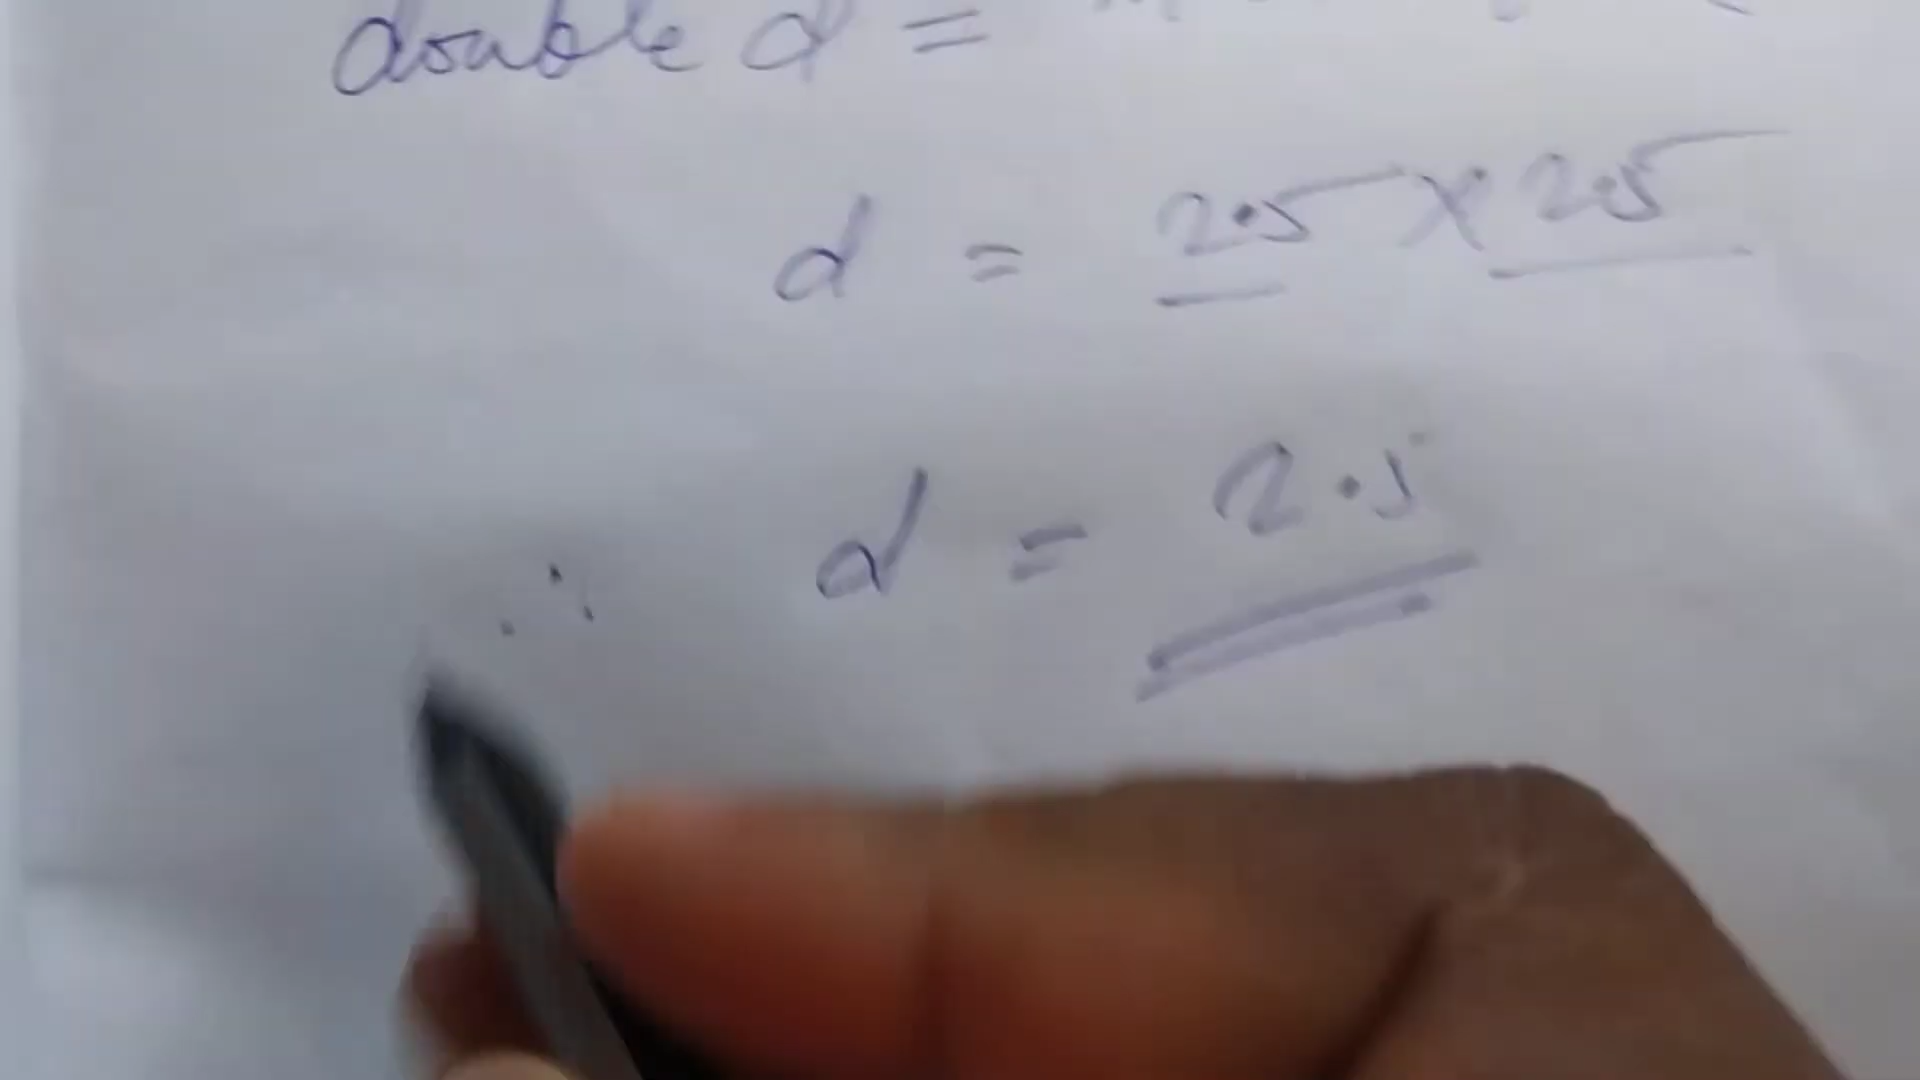 double d =
d = 2.5 × 2.5
∴ d = 2.5